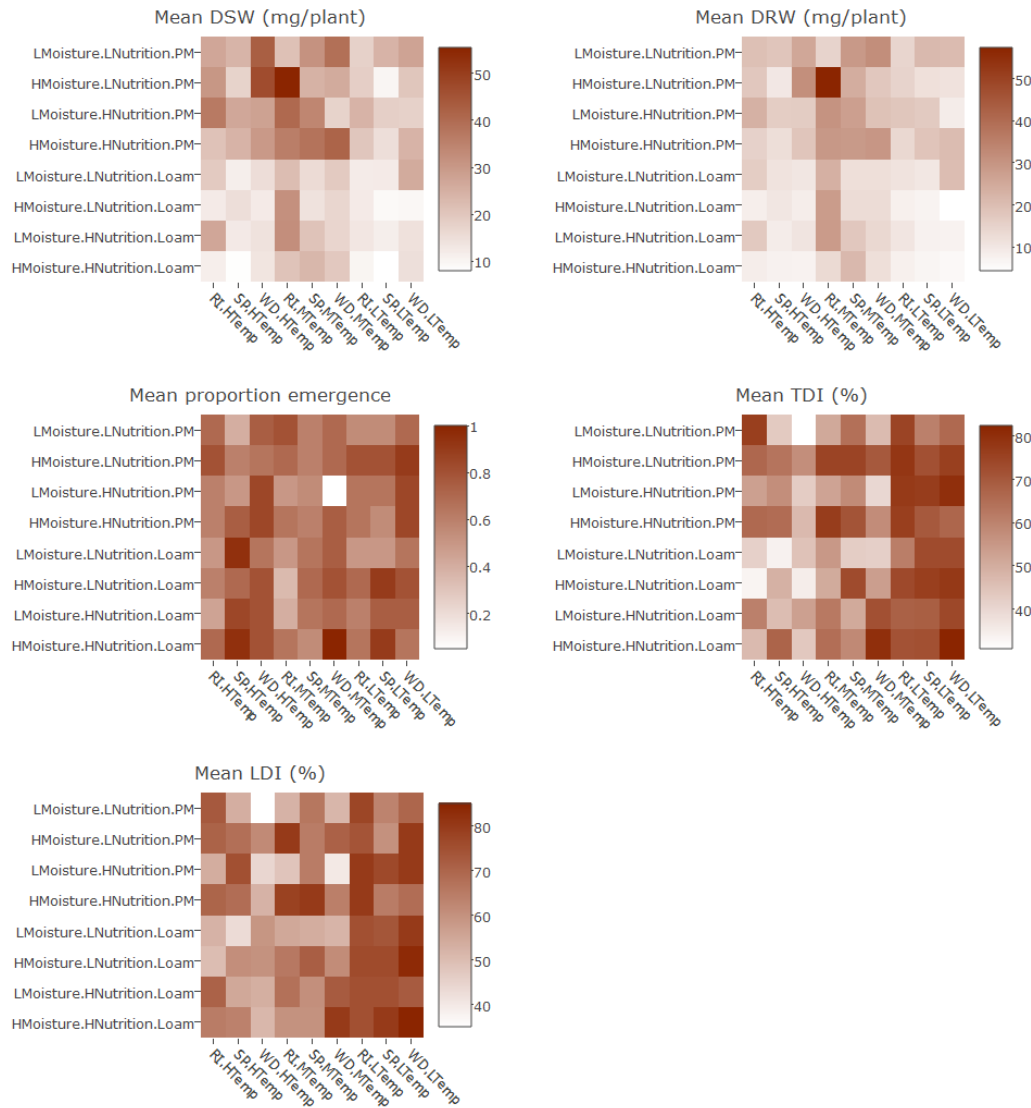 Mean DSW (mg/plant)
LMoisture.LNutrition.PM
HMoisture.LNutrition.PM
LMoisture.HNutrition.PM
HMoisture.HNutrition.PM
LMoisture.LNutrition.Loam
HMoisture.LNutrition.Loam
LMoisture.HNutrition.Loam
HMoisture.HNutrition.Loam
RI.HTemp
SP.HTemp
WD.HTemp
RI.MTemp
SP.MTemp
WD.MTemp
RI.LTemp
SP.LTemp
WD.LTemp
50
40
30
20
10
Mean DRW (mg/plant)
LMoisture.LNutrition.PM
HMoisture.LNutrition.PM
LMoisture.HNutrition.PM
HMoisture.HNutrition.PM
LMoisture.LNutrition.Loam
HMoisture.LNutrition.Loam
LMoisture.HNutrition.Loam
HMoisture.HNutrition.Loam
RI.HTemp
SP.HTemp
WD.HTemp
RI.MTemp
SP.MTemp
WD.MTemp
RI.LTemp
SP.LTemp
WD.LTemp
50
40
30
20
10
Mean proportion emergence
LMoisture.LNutrition.PM
HMoisture.LNutrition.PM
LMoisture.HNutrition.PM
HMoisture.HNutrition.PM
LMoisture.LNutrition.Loam
HMoisture.LNutrition.Loam
LMoisture.HNutrition.Loam
HMoisture.HNutrition.Loam
RI.HTemp
SP.HTemp
WD.HTemp
RI.MTemp
SP.MTemp
WD.MTemp
RI.LTemp
SP.LTemp
WD.LTemp
1
0.8
0.6
0.4
0.2
Mean TDI (%)
LMoisture.LNutrition.PM
HMoisture.LNutrition.PM
LMoisture.HNutrition.PM
HMoisture.HNutrition.PM
LMoisture.LNutrition.Loam
HMoisture.LNutrition.Loam
LMoisture.HNutrition.Loam
HMoisture.HNutrition.Loam
RI.HTemp
SP.HTemp
WD.HTemp
RI.MTemp
SP.MTemp
WD.MTemp
RI.LTemp
SP.LTemp
WD.LTemp
80
70
60
50
40
Mean LDI (%)
LMoisture.LNutrition.PM
HMoisture.LNutrition.PM
LMoisture.HNutrition.PM
HMoisture.HNutrition.PM
LMoisture.LNutrition.Loam
HMoisture.LNutrition.Loam
LMoisture.HNutrition.Loam
HMoisture.HNutrition.Loam
RI.HTemp
SP.HTemp
WD.HTemp
RI.MTemp
SP.MTemp
WD.MTemp
RI.LTemp
SP.LTemp
WD.LTemp
80
70
60
50
40